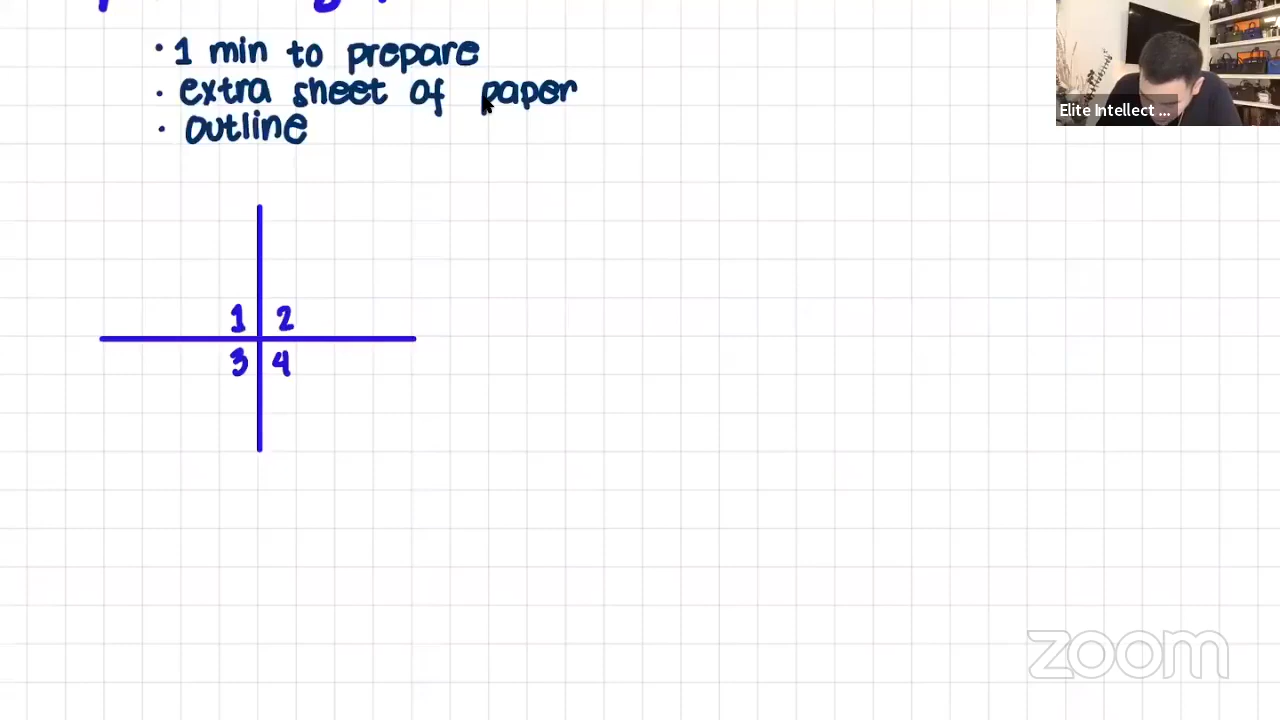 · 1 min to prepare
· extra sheet of paper
· outline
1 2
3 4
Elite Intellect ...
zoom